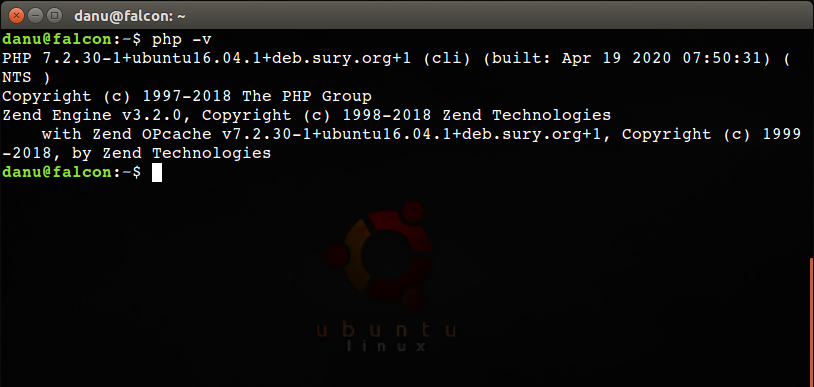 danu@falcon: ~
danu@falcon:~$ php -v
PHP 7.2.30-1+ubuntu16.04.1+deb.sury.org+1 (cli) (built: Apr 19 2020 07:50:31) (
NTS )
Copyright (c) 1997-2018 The PHP Group
Zend Engine v3.2.0, Copyright (c) 1998-2018 Zend Technologies
    with Zend OPcache v7.2.30-1+ubuntu16.04.1+deb.sury.org+1, Copyright (c) 1999
-2018, by Zend Technologies
danu@falcon:~$
ubuntu
linux